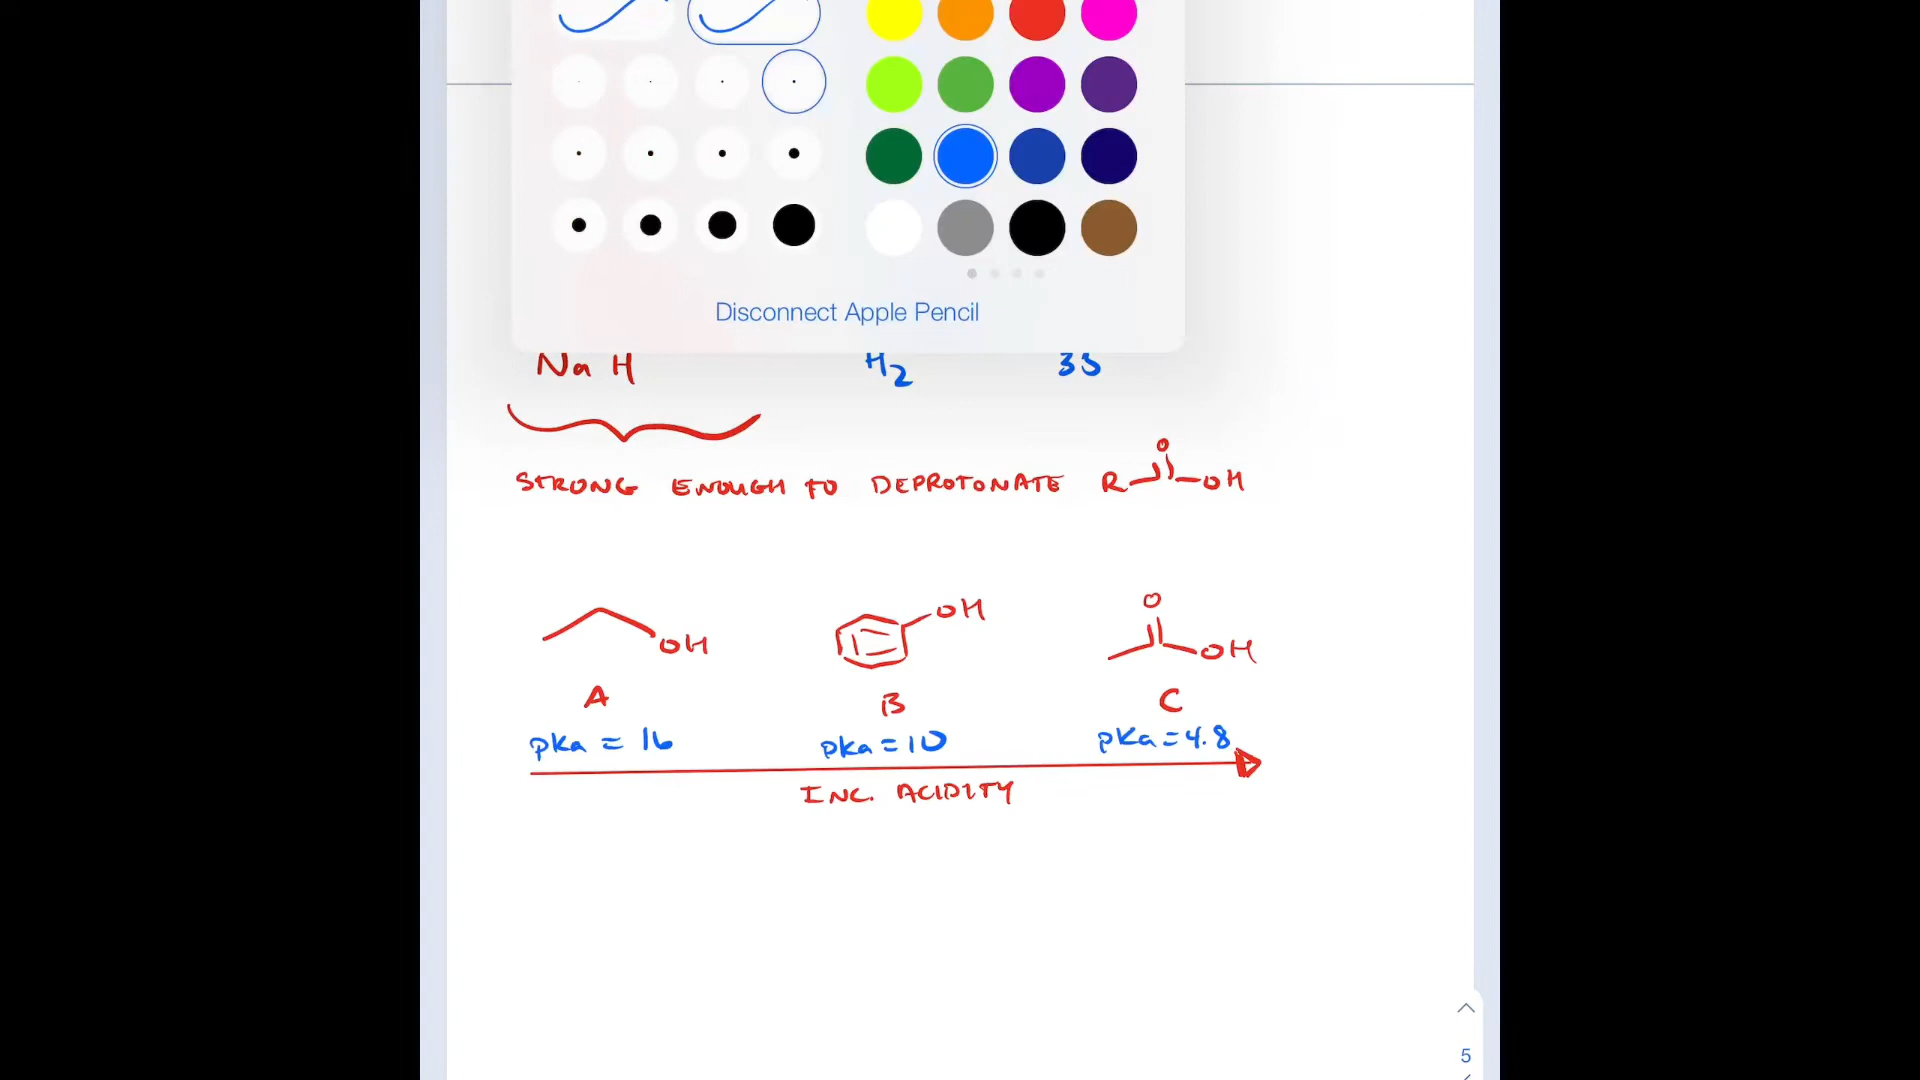 Disconnect Apple Pencil
Na H H2 35
STRONG ENOUGH TO DEPROTONATE R O OH
OH OH O OH
A B C
pKa = 16 pKa = 10 pKa = 4.8
INC. ACIDITY
5